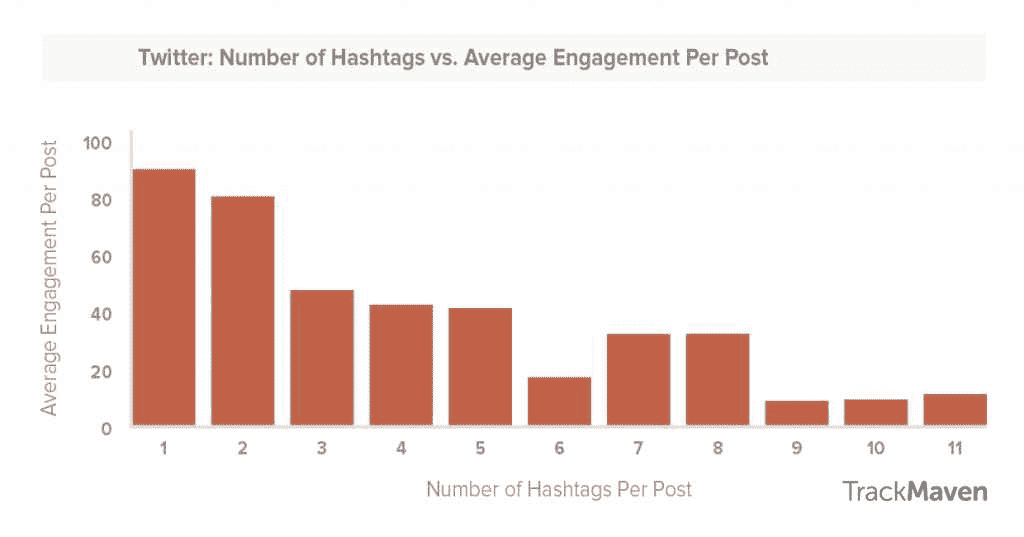 Twitter: Number of Hashtags vs. Average Engagement Per Post
Average Engagement Per Post
100
80
60
40
20
0
1 2 3 4 5 6 7 8 9 10 11
Number of Hashtags Per Post
TrackMaven